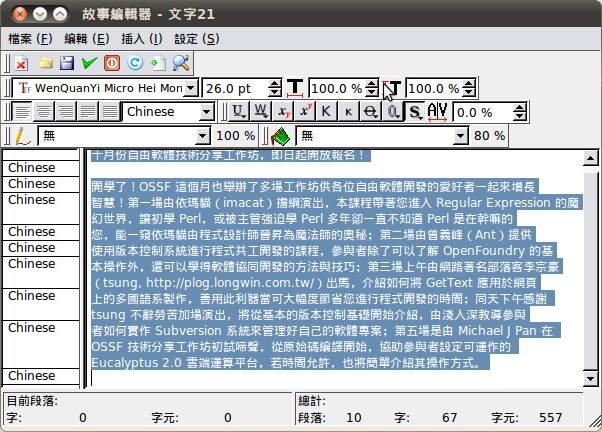 故事編輯器 - 文字21
檔案 (F) 編輯 (E) 插入 (I) 設定 (S)
WenQuanYi Micro Hei Mon 26.0 pt 100.0 % 100.0 %
Chinese 0.0 %
無 100 % 無 80 %
十月份自由軟體技術分享工作坊，即日起開放報名！
Chinese
開學了！OSSF 這個月也舉辦了多場工作坊供各位自由軟體開發的愛好者一起來增長
Chinese
智慧！第一場由依瑪貓（imacat）擔綱演出，本課程帶著您進入 Regular Expression 的魔
Chinese
幻世界，讓初學 Perl，或被主管強迫學 Perl 多年卻一直不知道 Perl 是在幹嘛的
您，能一窺依瑪貓由程式設計師晉昇為魔法師的奧秘；第二場由曾義峰（Ant）提供
Chinese
使用版本控制系統進行程式共工開發的課程，參與者除了可以了解 OpenFoundry 的基
Chinese
本操作外，還可以學得軟體協同開發的方法與技巧；第三場上午由網路著名部落客李宗豪
Chinese
（tsung, http://plog.longwin.com.tw/）出馬，介紹如何將 GetText 應用於網頁
上的多國語系製作，善用此利器當可大幅度節省您進行程式開發的時間；同天下午感謝
Chinese
tsung 不辭勞苦加場演出，將從基本的版本控制基礎開始介紹，由淺入深教導參與
者如何實作 Subversion 系統來管理好自己的軟體專案；第五場是由 Michael J Pan 在
Chinese
OSSF 技術分享工作坊初試啼聲，從原始碼編譯開始，協助參與者設定可運作的
Eucalyptus 2.0 雲端運算平台，若時間允許，也將簡單介紹其操作方式。
Chinese
目前段落: 總計:
字: 0 字元: 0 段落: 10 字: 67 字元: 557